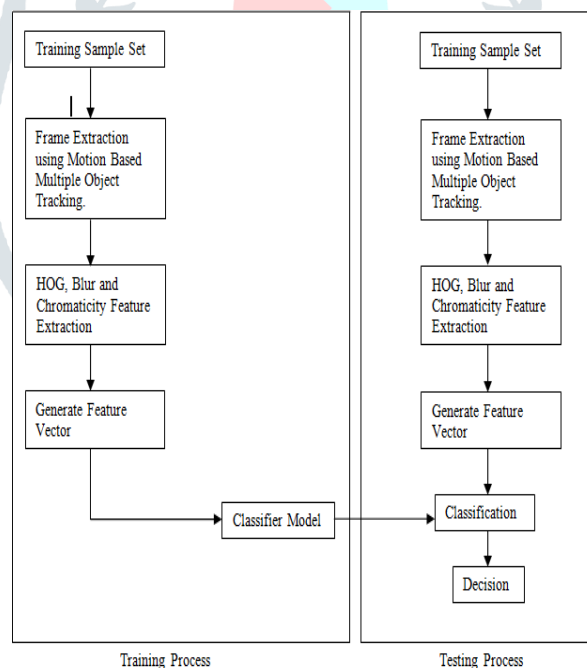 Training Sample Set
Frame Extraction
using Motion Based
Multiple Object
Tracking.
HOG, Blur and
Chromaticity Feature
Extraction
Generate Feature
Vector
Classifier Model
Training Process
Training Sample Set
Frame Extraction
using Motion Based
Multiple Object
Tracking.
HOG, Blur and
Chromaticity Feature
Extraction
Generate Feature
Vector
Classification
Decision
Testing Process